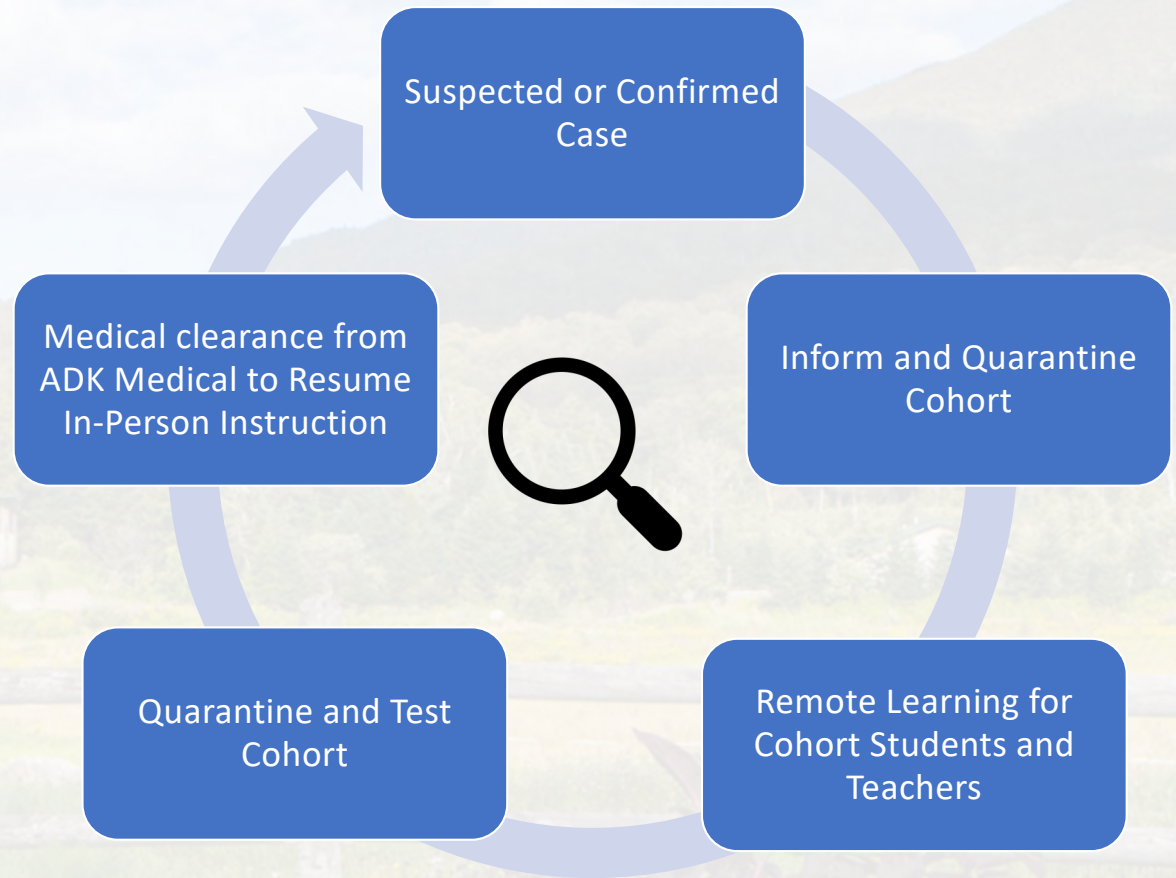 Suspected or Confirmed
Case
Inform and Quarantine
Cohort
Remote Learning for
Cohort Students and
Teachers
Quarantine and Test
Cohort
Medical clearance from
ADK Medical to Resume
In-Person Instruction